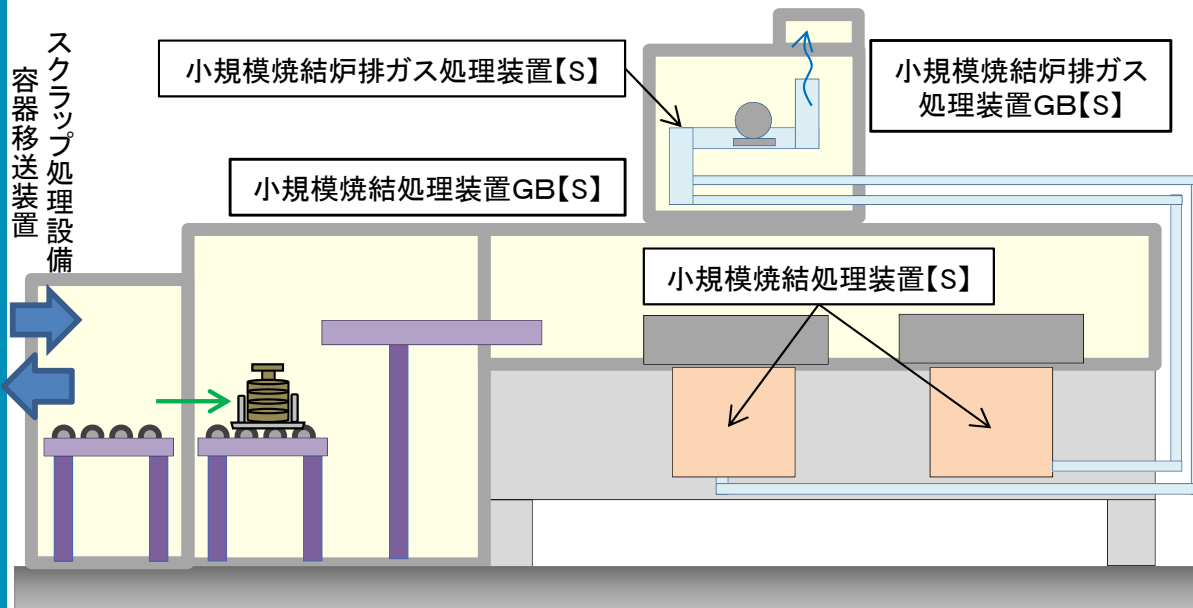 スクラップ処理設備
容器移送装置
小規模焼結炉排ガス処理装置【S】
小規模焼結炉排ガス
処理装置GB【S】
小規模焼結処理装置GB【S】
小規模焼結処理装置【S】